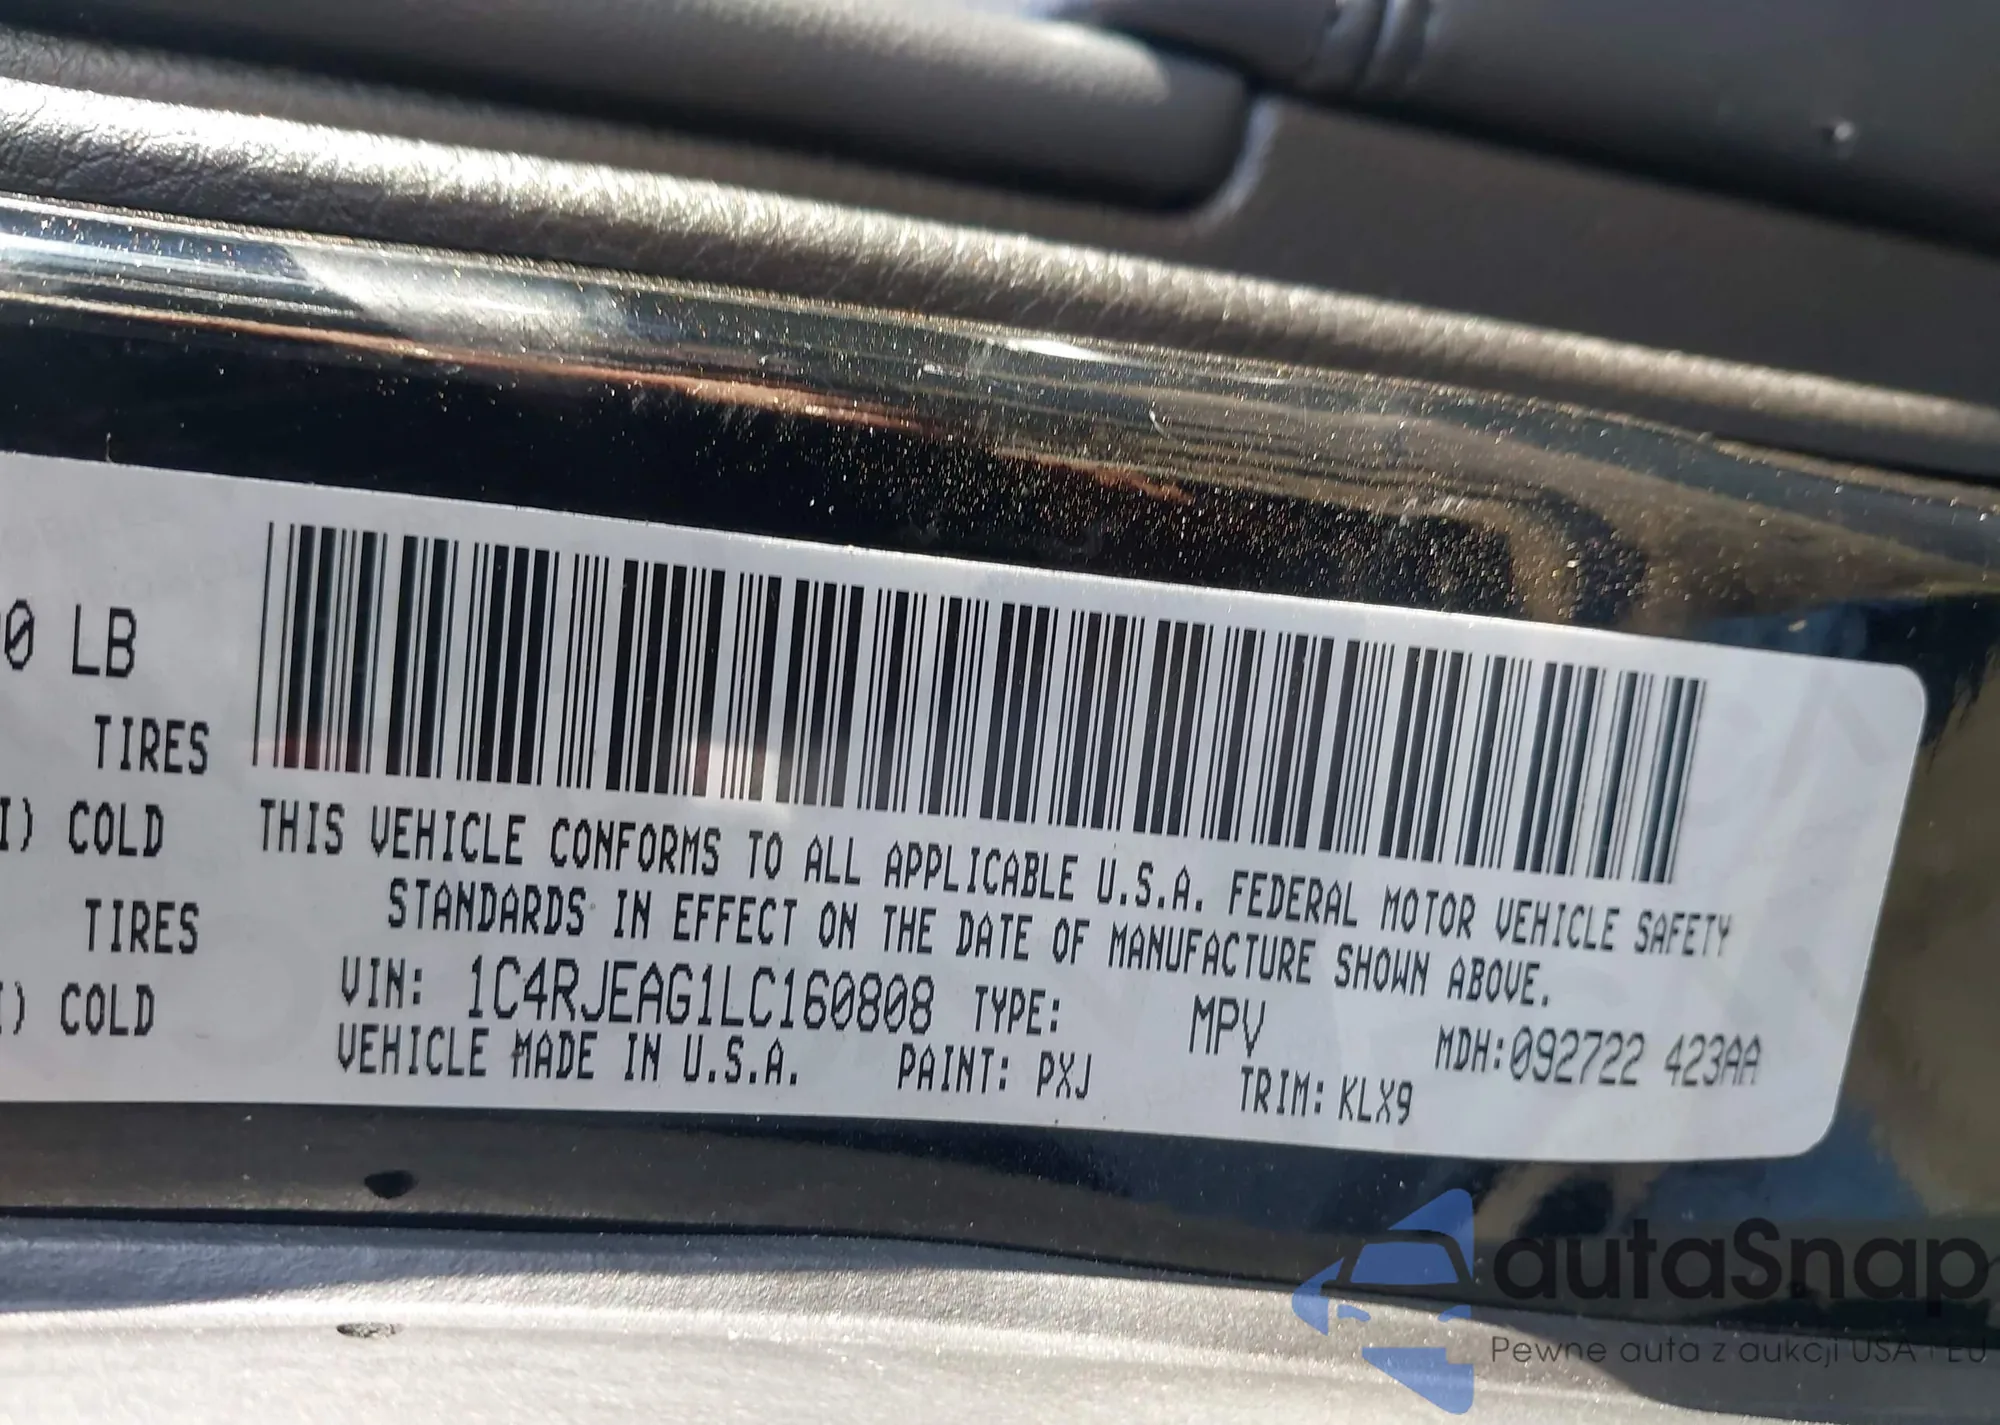 0 LB
TIRES
I) COLD
TIRES
I) COLD
THIS VEHICLE CONFORMS TO ALL APPLICABLE U.S.A. FEDERAL MOTOR VEHICLE SAFETY
STANDARDS IN EFFECT ON THE DATE OF MANUFACTURE SHOWN ABOVE.
VIN: 1C4RJEAG1LC160808 TYPE: MPV MDH:092722 423AA
VEHICLE MADE IN U.S.A. PAINT: PXJ TRIM: KLX9
autaSnap
Pewne auta z aukcji USA i EU